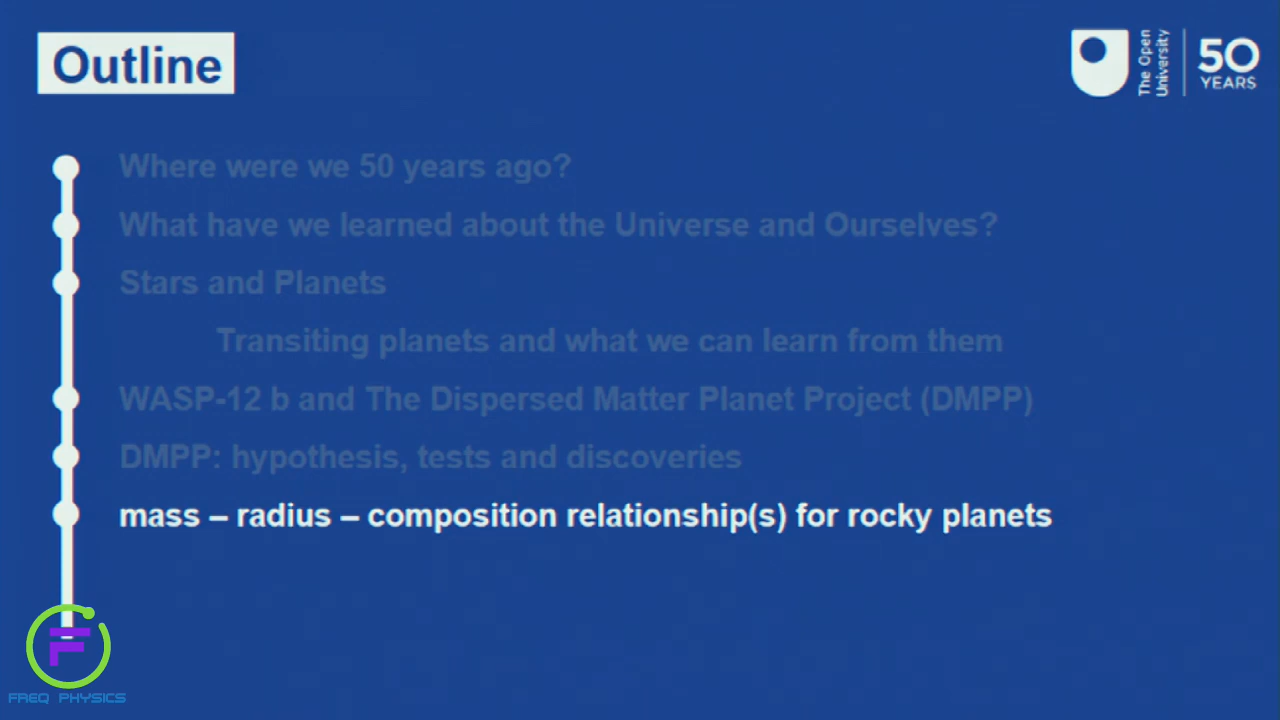 Outline
The Open
University
50
YEARS
Where were we 50 years ago?
What have we learned about the Universe and Ourselves?
Stars and Planets
Transiting planets and what we can learn from them
WASP-12 b and The Dispersed Matter Planet Project (DMPP)
DMPP: hypothesis, tests and discoveries
mass – radius – composition relationship(s) for rocky planets
F
FREQ PHYSICS